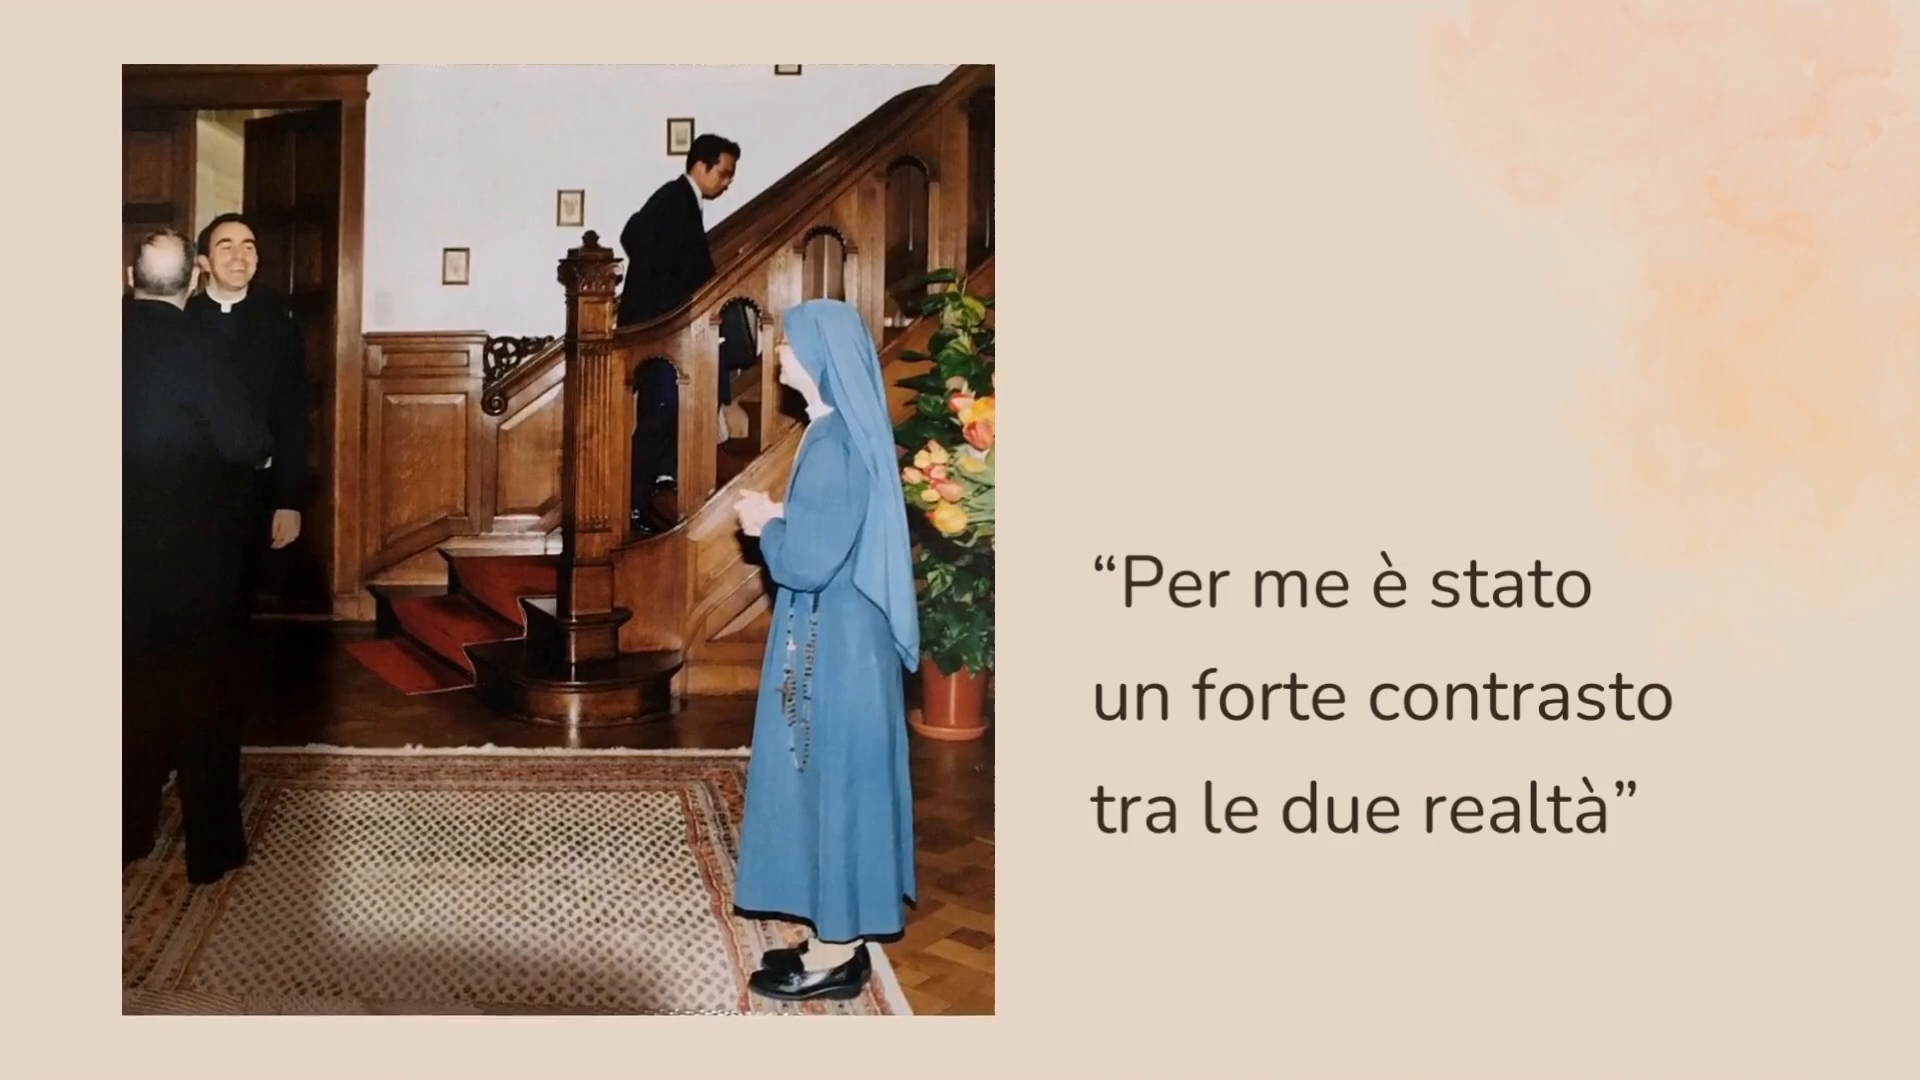 “Per me è stato
un forte contrasto
tra le due realtà”